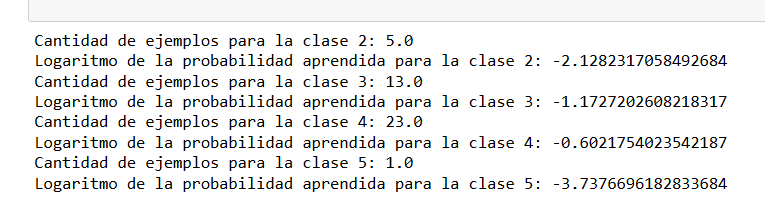 Cantidad de ejemplos para la clase 2: 5.0
Logaritmo de la probabilidad aprendida para la clase 2: -2.1282317058492684
Cantidad de ejemplos para la clase 3: 13.0
Logaritmo de la probabilidad aprendida para la clase 3: -1.1727202608218317
Cantidad de ejemplos para la clase 4: 23.0
Logaritmo de la probabilidad aprendida para la clase 4: -0.6021754023542187
Cantidad de ejemplos para la clase 5: 1.0
Logaritmo de la probabilidad aprendida para la clase 5: -3.7376696182833684